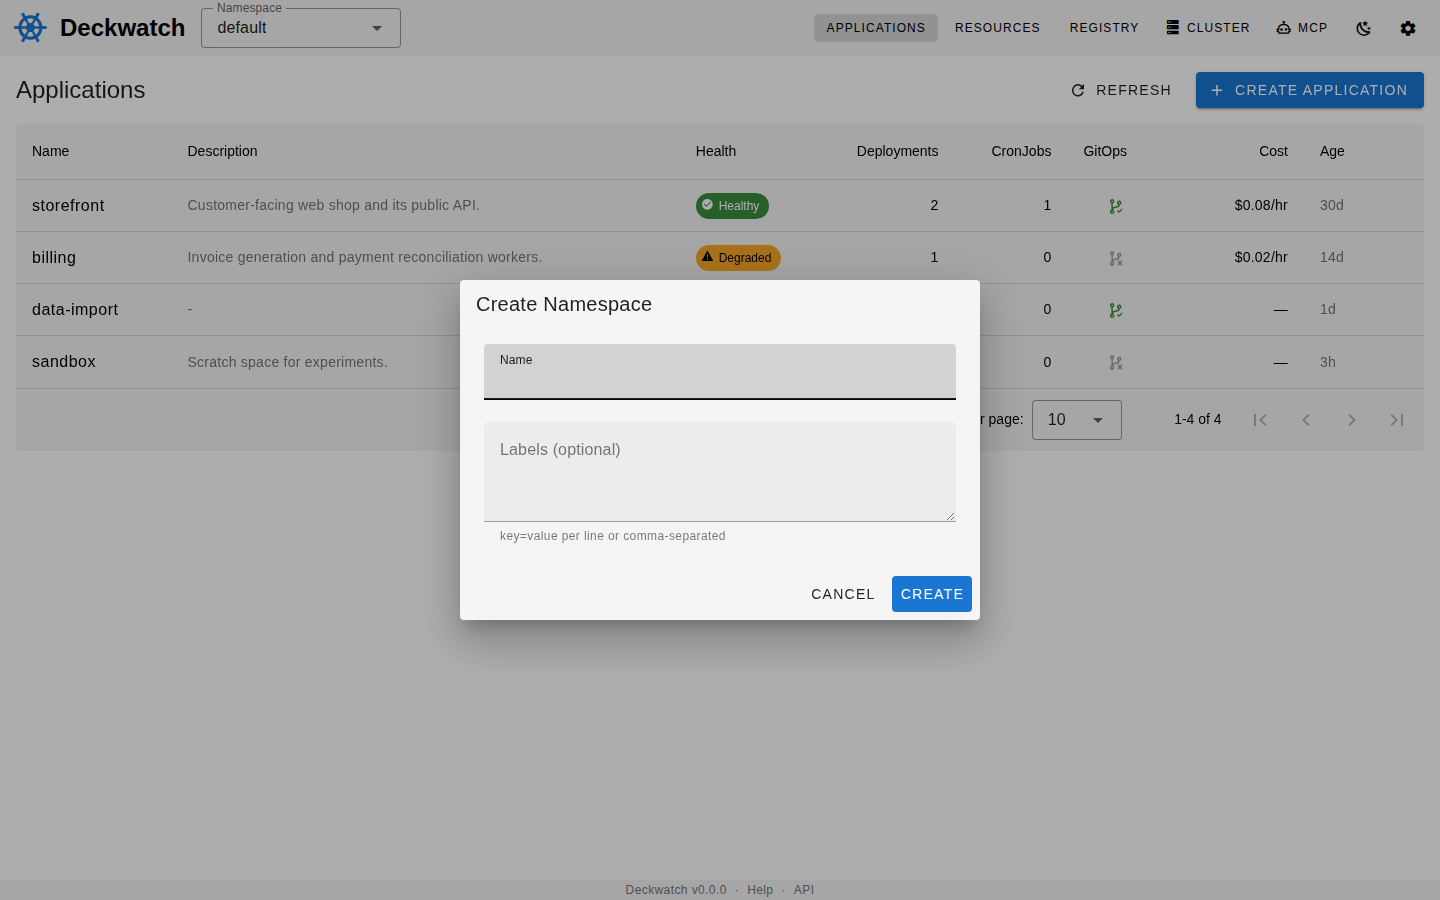 Deckwatch
Namespace
default
APPLICATIONS
RESOURCES
REGISTRY
CLUSTER
MCP
Applications
REFRESH
CREATE APPLICATION
Name Description Health Deployments CronJobs GitOps Cost Age
storefront Customer-facing web shop and its public API. Healthy 2 1 $0.08/hr 30d
billing Invoice generation and payment reconciliation workers. Degraded 1 0 $0.02/hr 14d
data-import - 0 — 1d
sandbox Scratch space for experiments. 0 — 3h
r page: 10 1-4 of 4
Create Namespace
Name
Labels (optional)
key=value per line or comma-separated
CANCEL
CREATE
Deckwatch v0.0.0 · Help · API